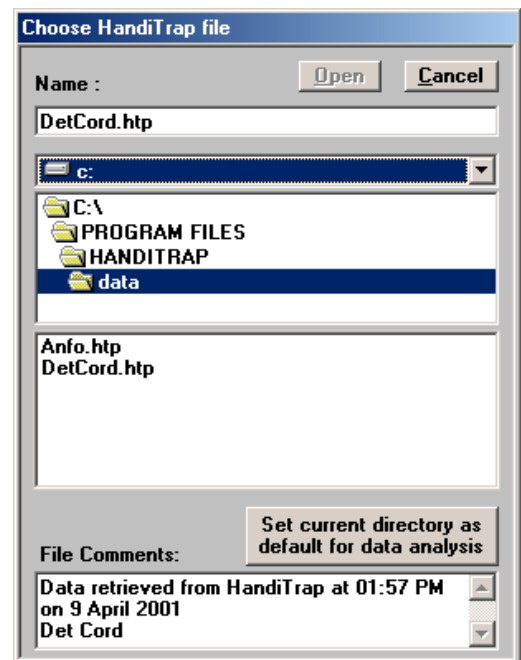 Choose HandiTrap file
Name :
Open
Cancel
DetCord.htp
c:
C:\
PROGRAM FILES
HANDITRAP
data
Anfo.htp
DetCord.htp
Set current directory as
default for data analysis
File Comments:
Data retrieved from HandiTrap at 01:57 PM
on 9 April 2001
Det Cord